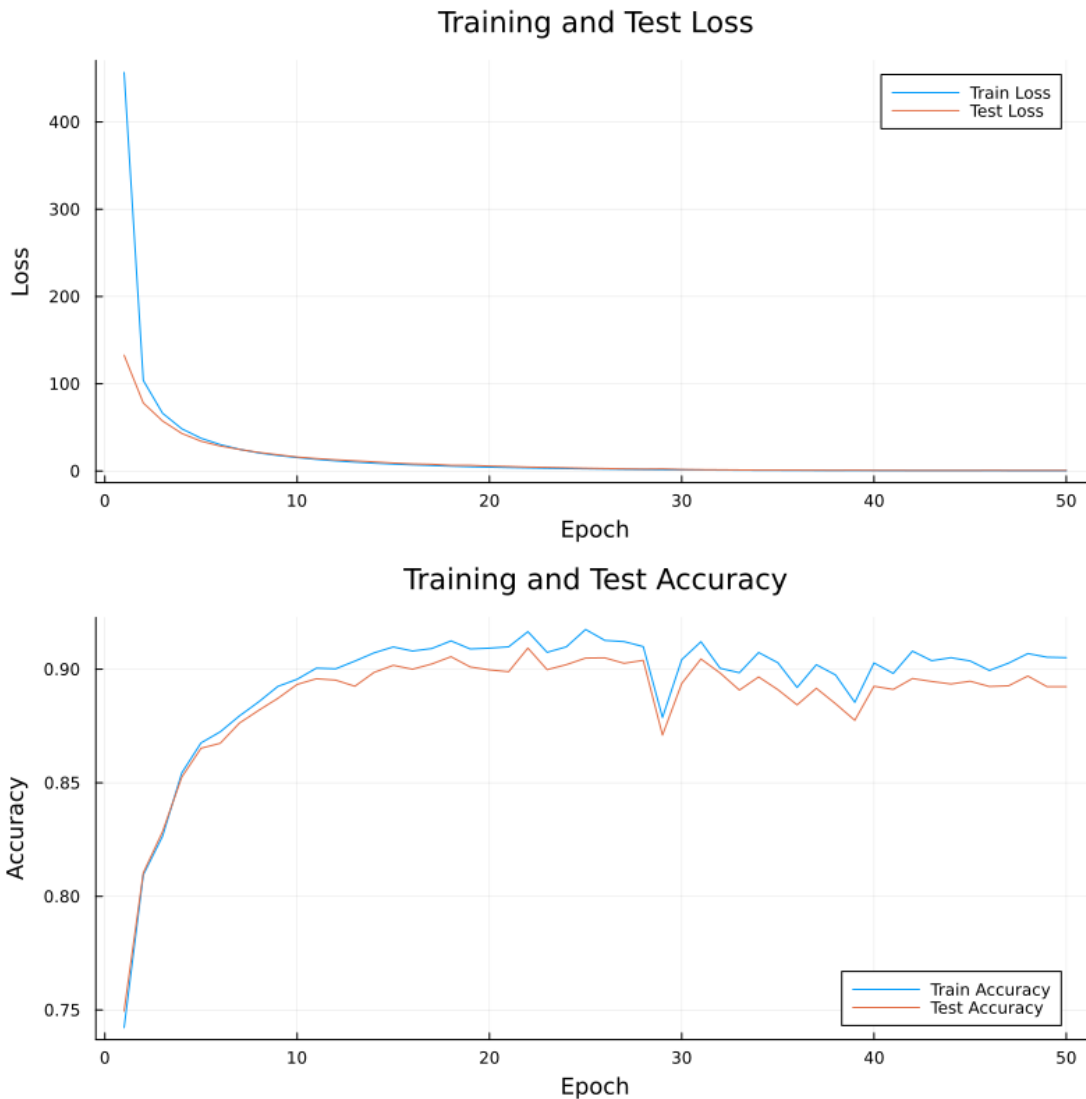 Training and Test Loss
Train Loss
Test Loss
400
300
200
100
0
Loss
0 10 20 30 40 50
Epoch
Training and Test Accuracy
0.90
0.85
0.80
0.75
Accuracy
Train Accuracy
Test Accuracy
0 10 20 30 40 50
Epoch